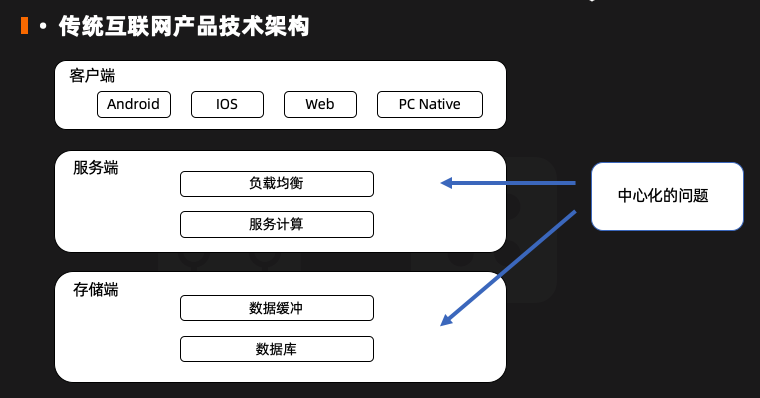 • 传统互联网产品技术架构
客户端
Android
IOS
Web
PC Native
服务端
负载均衡
服务计算
中心化的问题
存储端
数据缓冲
数据库